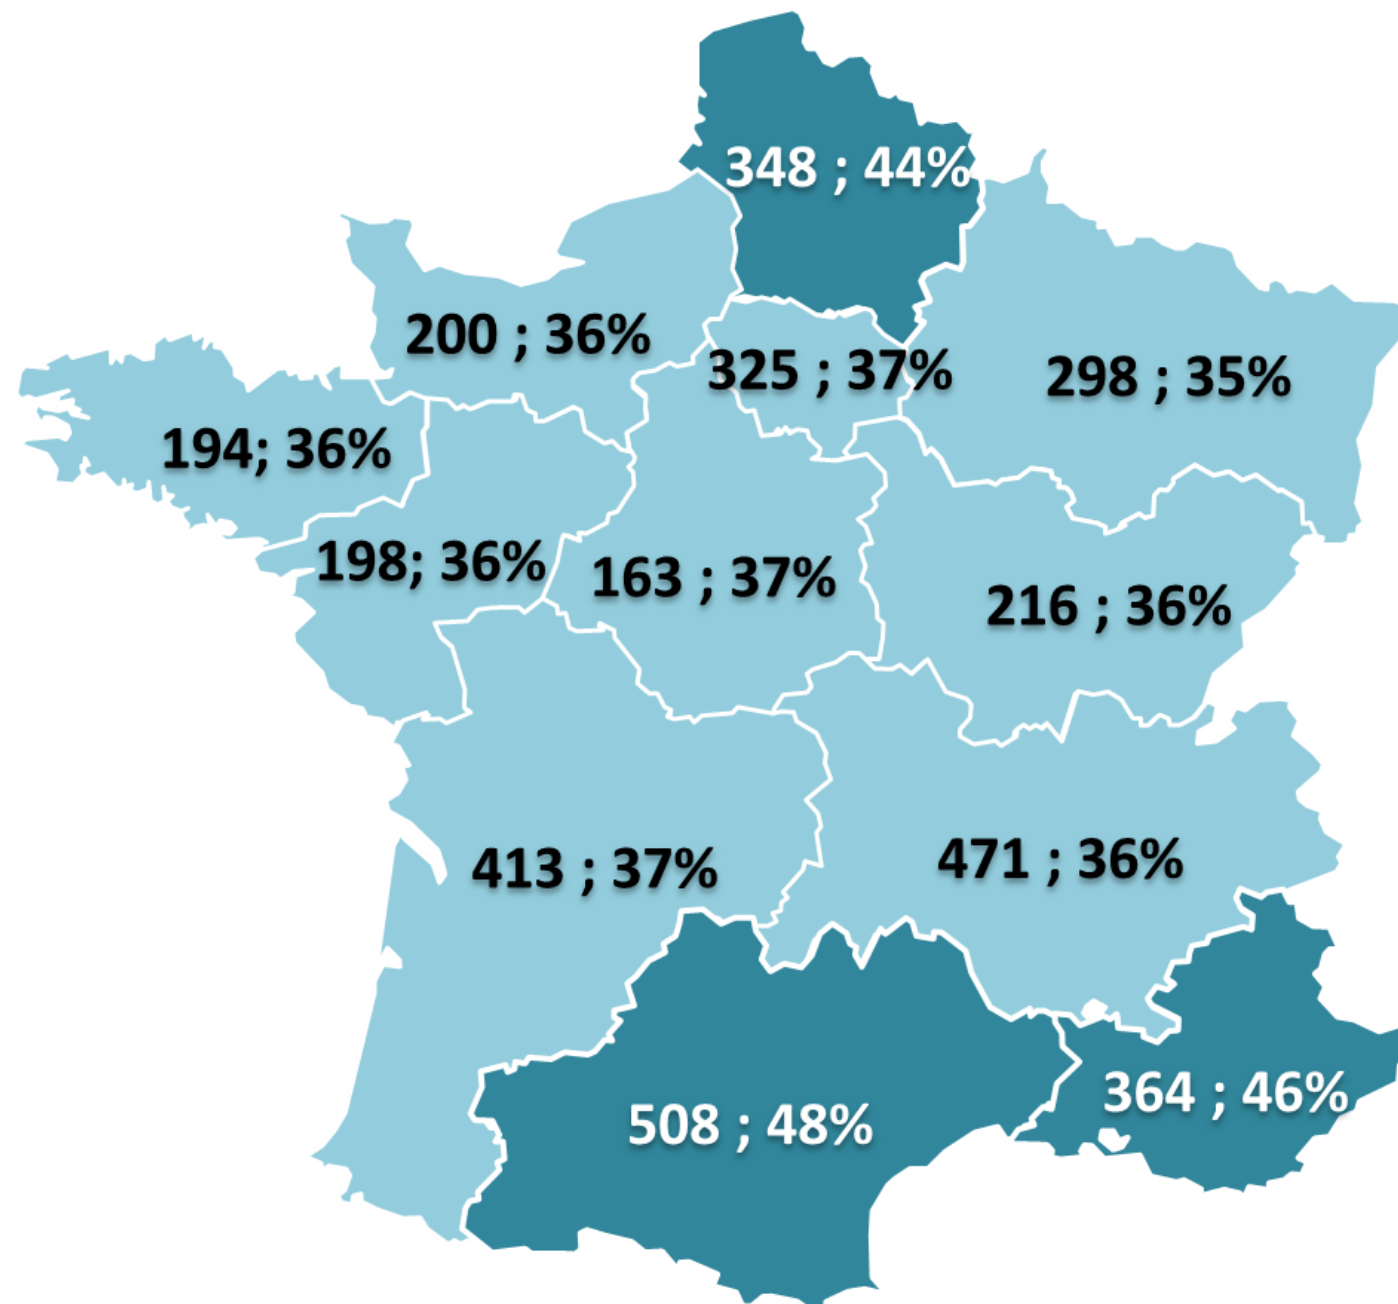 348 ; 44%
200 ; 36%
325 ; 37%
298 ; 35%
194; 36%
198; 36%
163 ; 37%
216 ; 36%
413 ; 37%
471 ; 36%
508 ; 48%
364 ; 46%